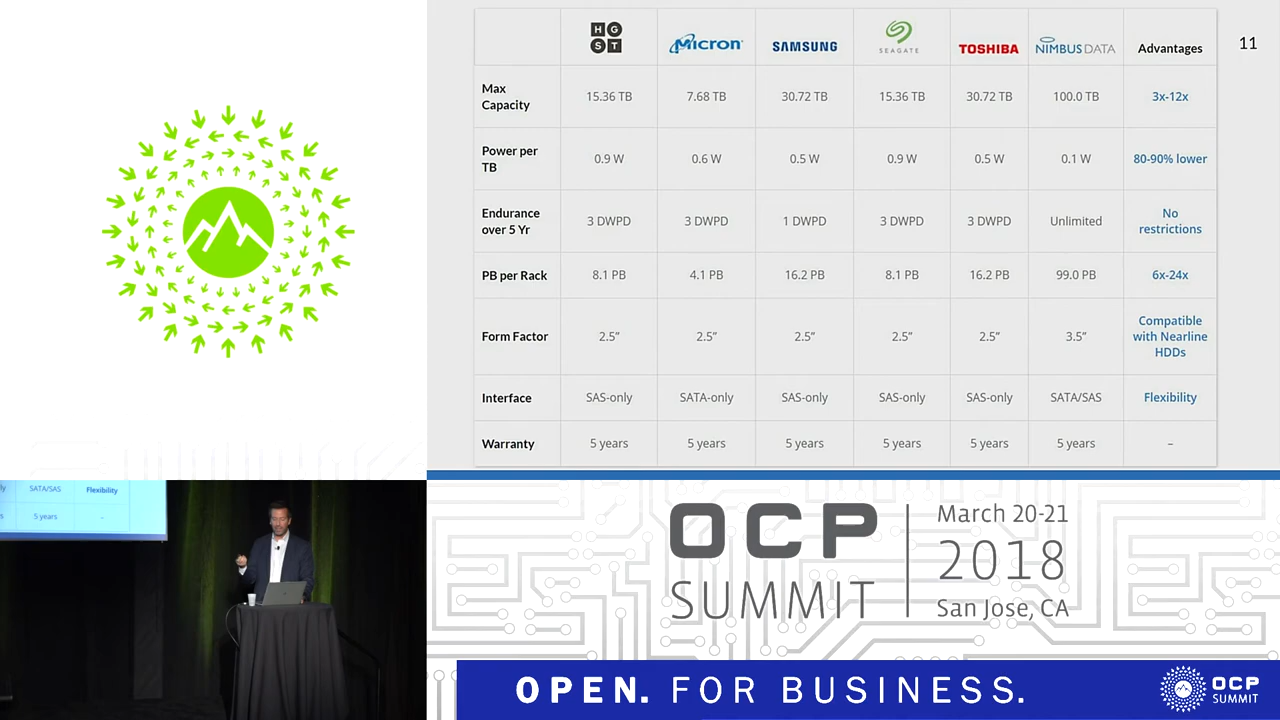 HGST MICRON SAMSUNG SEAGATE TOSHIBA NIMBUS DATA Advantages
11
Max Capacity 15.36 TB 7.68 TB 30.72 TB 15.36 TB 30.72 TB 100.0 TB 3x-12x
Power per TB 0.9 W 0.6 W 0.5 W 0.9 W 0.5 W 0.1 W 80-90% lower
Endurance over 5 Yr 3 DWPD 3 DWPD 1 DWPD 3 DWPD 3 DWPD Unlimited No restrictions
PB per Rack 8.1 PB 4.1 PB 16.2 PB 8.1 PB 16.2 PB 99.0 PB 6x-24x
Form Factor 2.5” 2.5” 2.5” 2.5” 2.5” 3.5” Compatible with Nearline HDDs
Interface SAS-only SATA-only SAS-only SAS-only SAS-only SATA/SAS Flexibility
Warranty 5 years 5 years 5 years 5 years 5 years 5 years –
ly SATA/SAS Flexibility
s 5 years –
OCP
SUMMIT
March 20-21
2018
San Jose, CA
OPEN. FOR BUSINESS.
OCP
SUMMIT